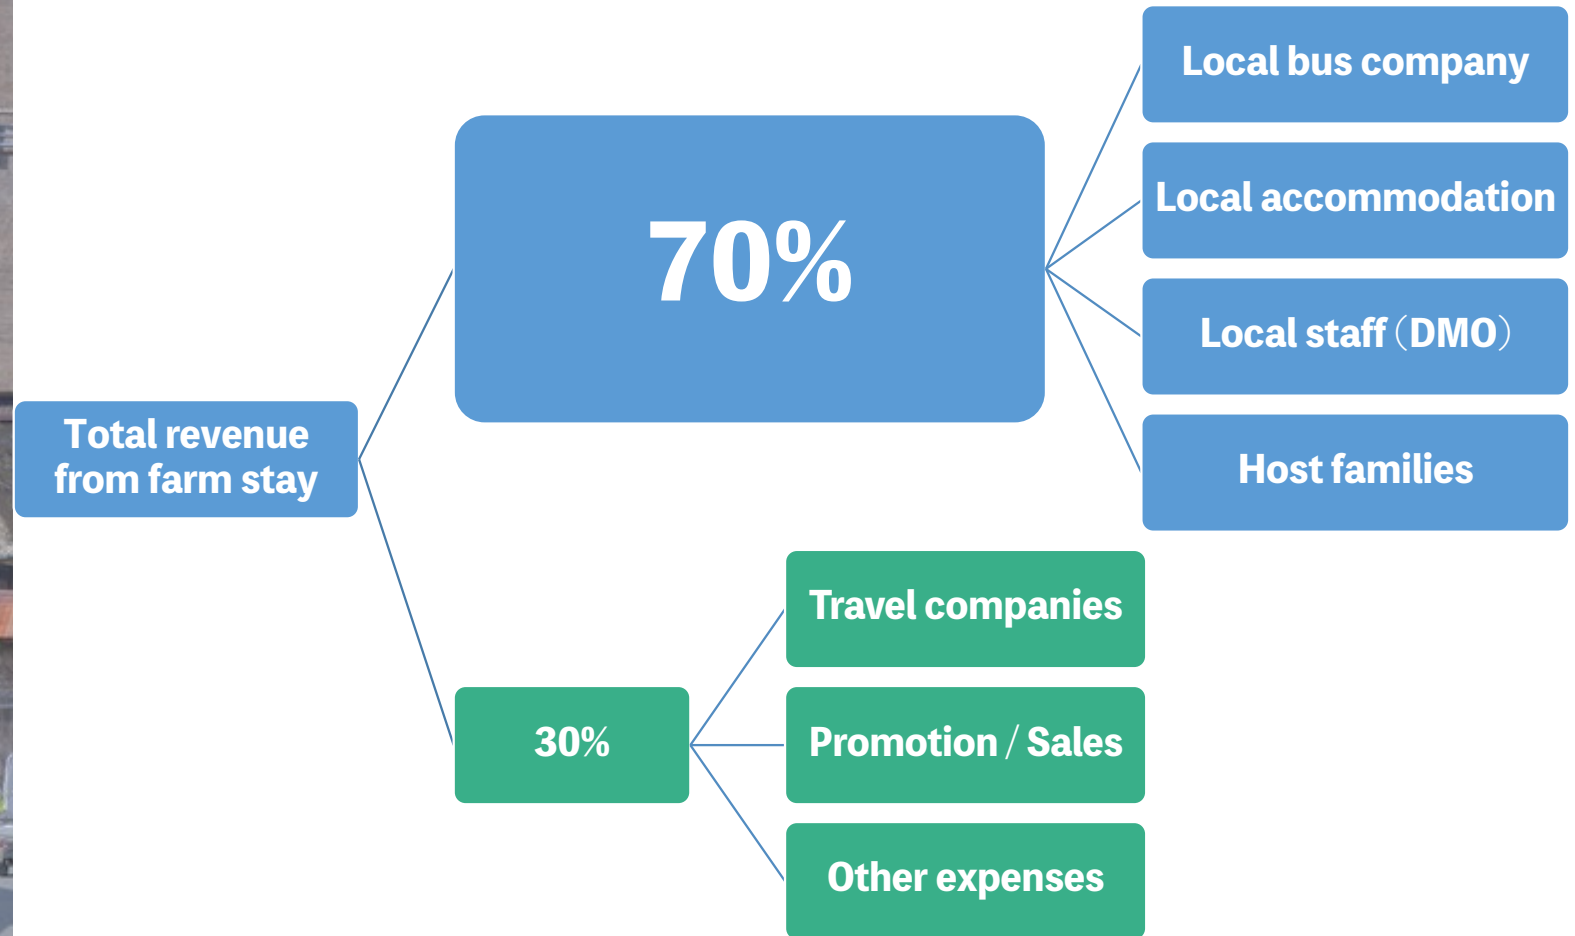 Total revenue
from farm stay
70%
Local bus company
Local accommodation
Local staff（DMO）
Host families
30%
Travel companies
Promotion / Sales
Other expenses